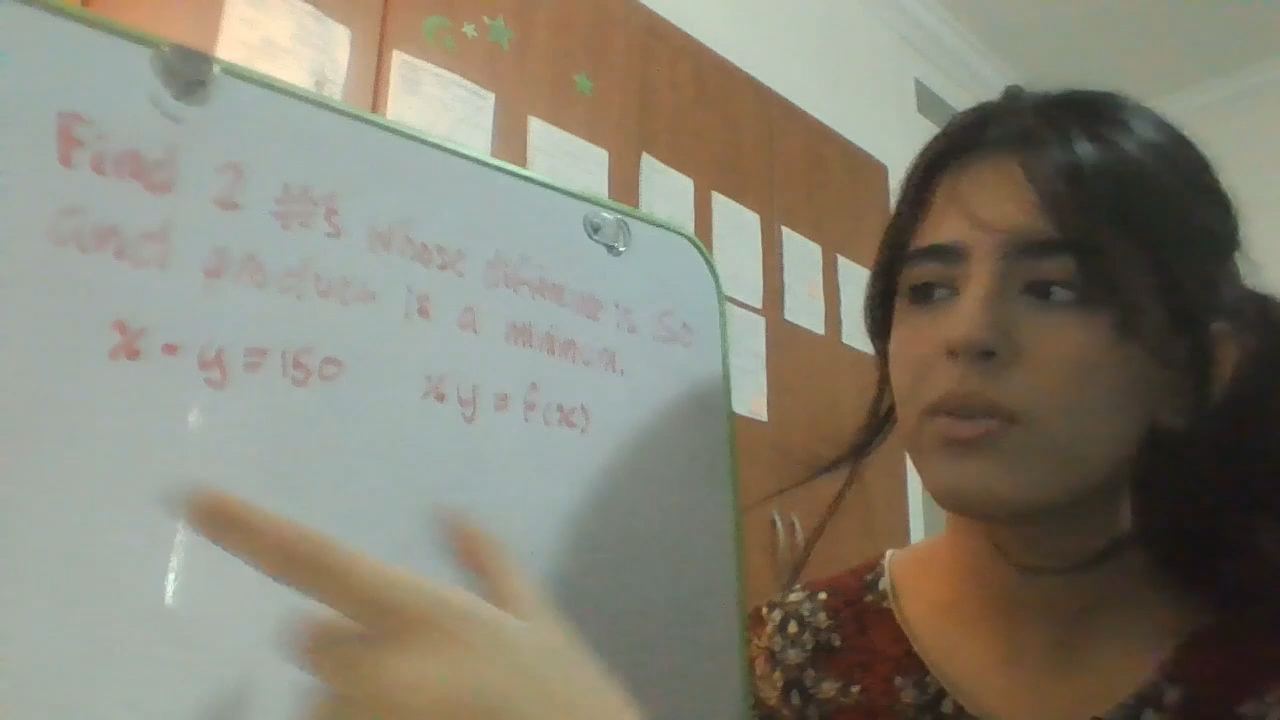 Find 2 #s whose difference is 150
and product is a minimum.
x - y = 150 xy = f(x)